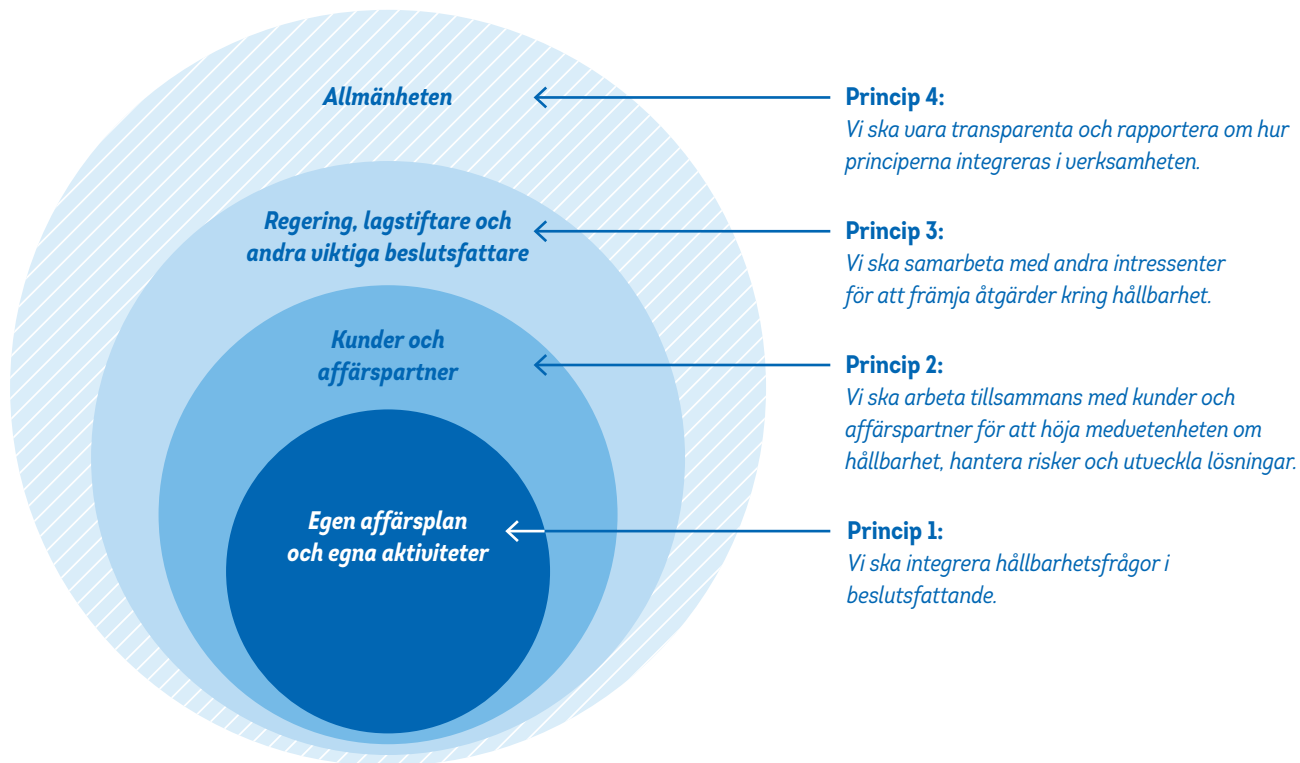 Allmänheten
Princip 4:
Vi ska vara transparenta och rapportera om hur
principerna integreras i verksamheten.
Regering, lagstiftare och
andra viktiga beslutsfattare
Princip 3:
Vi ska samarbeta med andra intressenter
för att främja åtgärder kring hållbarhet.
Kunder och
affärspartner
Princip 2:
Vi ska arbeta tillsammans med kunder och
affärspartner för att höja medvetenheten om
hållbarhet, hantera risker och utveckla lösningar.
Egen affärsplan
och egna aktiviteter
Princip 1:
Vi ska integrera hållbarhetsfrågor i
beslutsfattande.